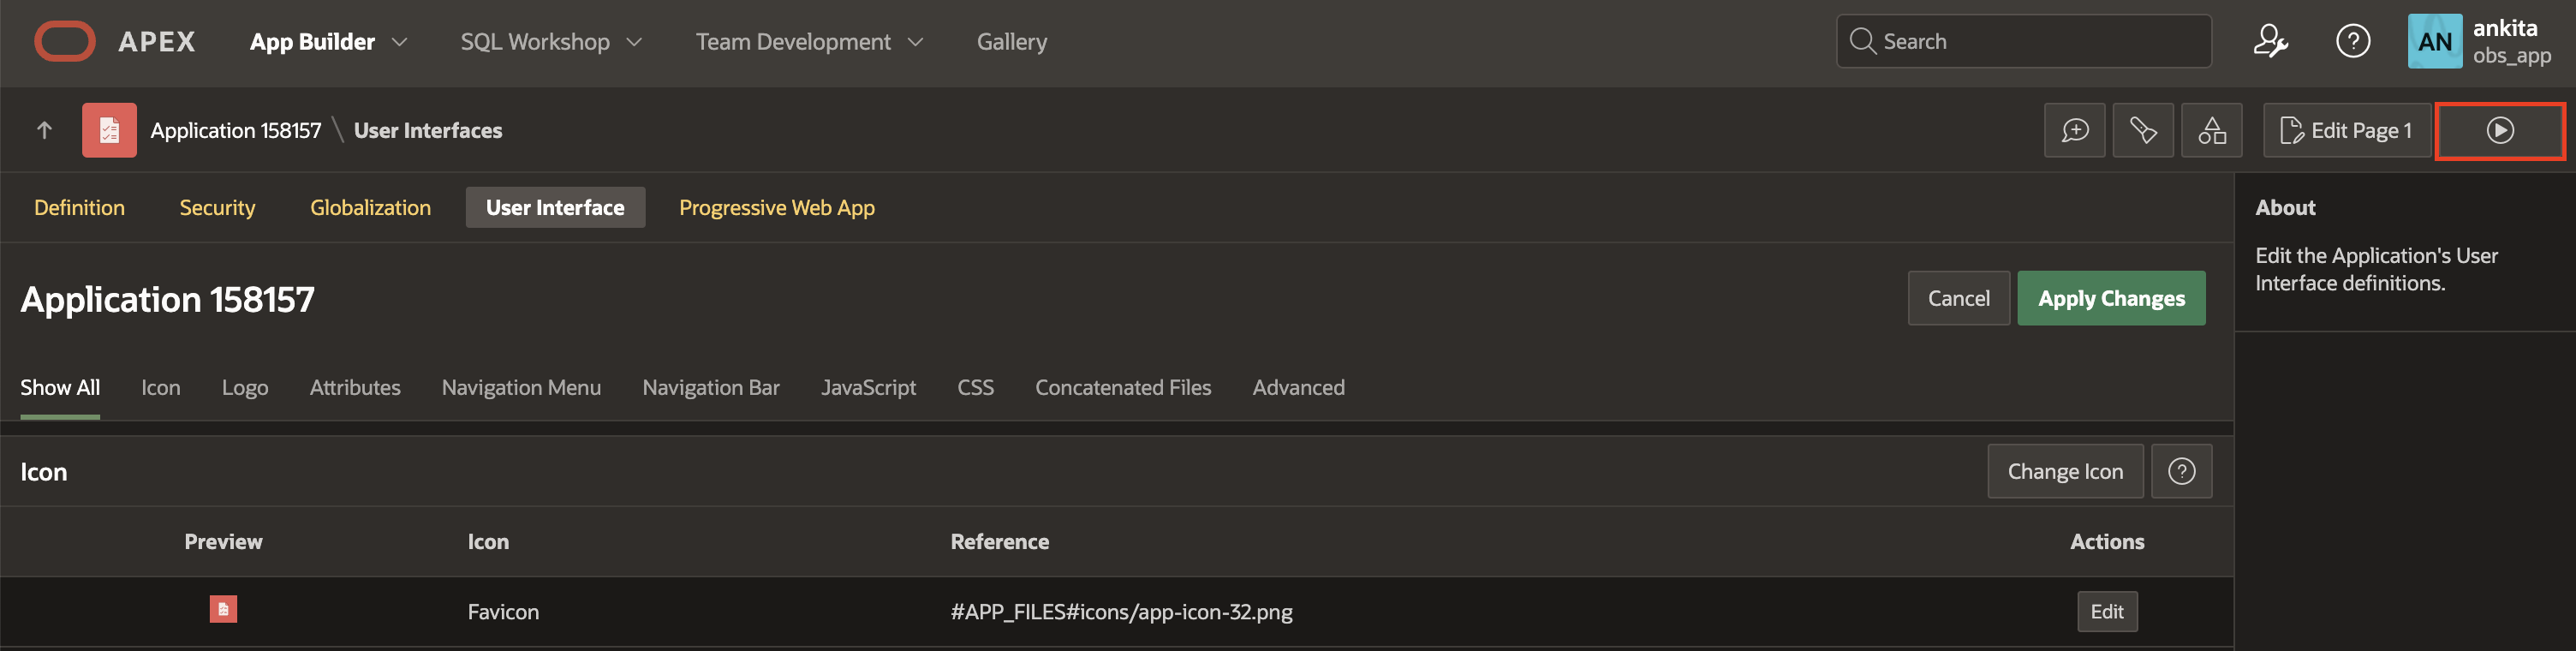 APEX App Builder SQL Workshop Team Development Gallery Search AN ankita
obs_app
Application 158157 \ User Interfaces Edit Page 1
Definition Security Globalization User Interface Progressive Web App
About
Edit the Application's User
Interface definitions.
Application 158157 Cancel Apply Changes
Show All Icon Logo Attributes Navigation Menu Navigation Bar JavaScript CSS Concatenated Files Advanced
Icon Change Icon
Preview Icon Reference Actions
Favicon #APP_FILES#icons/app-icon-32.png Edit